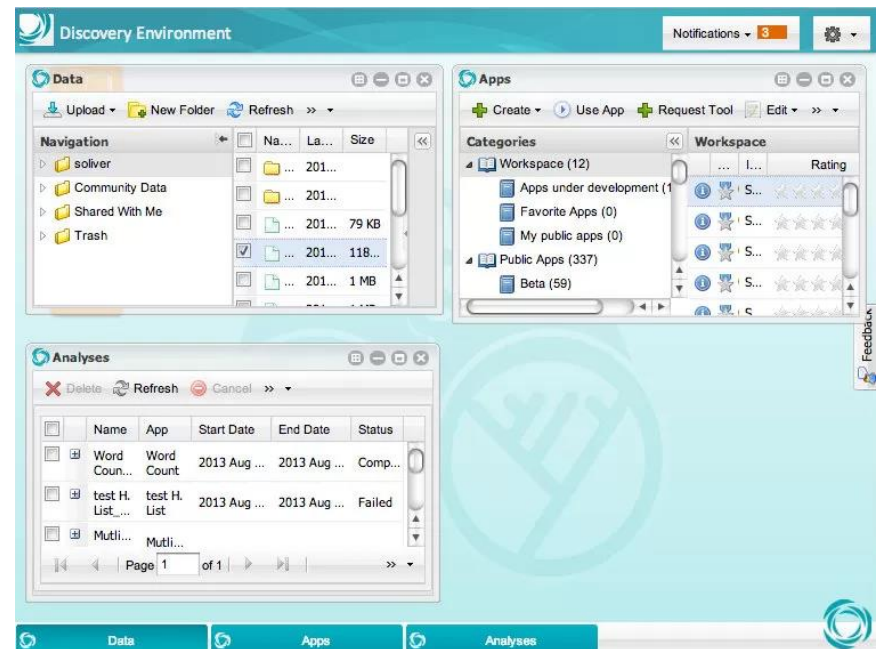 Discovery Environment
Notifications 3
Data
Upload New Folder Refresh »
Navigation
Na... La... Size
soliver
Community Data
Shared With Me
Trash
... 201...
... 201...
... 201... 79 KB
... 201... 118...
... 201... 1 MB
Apps
Create Use App Request Tool Edit »
Categories
Workspace (12)
Apps under development (1
Favorite Apps (0)
My public apps (0)
Public Apps (337)
Beta (59)
Workspace
... I... Rating
S...
S...
S...
S...
Feedback
Analyses
Delete Refresh Cancel »
Name App Start Date End Date Status
Word Word
Coun... Count 2013 Aug ... 2013 Aug ... Comp...
test H. test H.
List_... List 2013 Aug ... 2013 Aug ... Failed
Mutli... Mutli...
Page 1 of 1 »
Data Apps Analyses